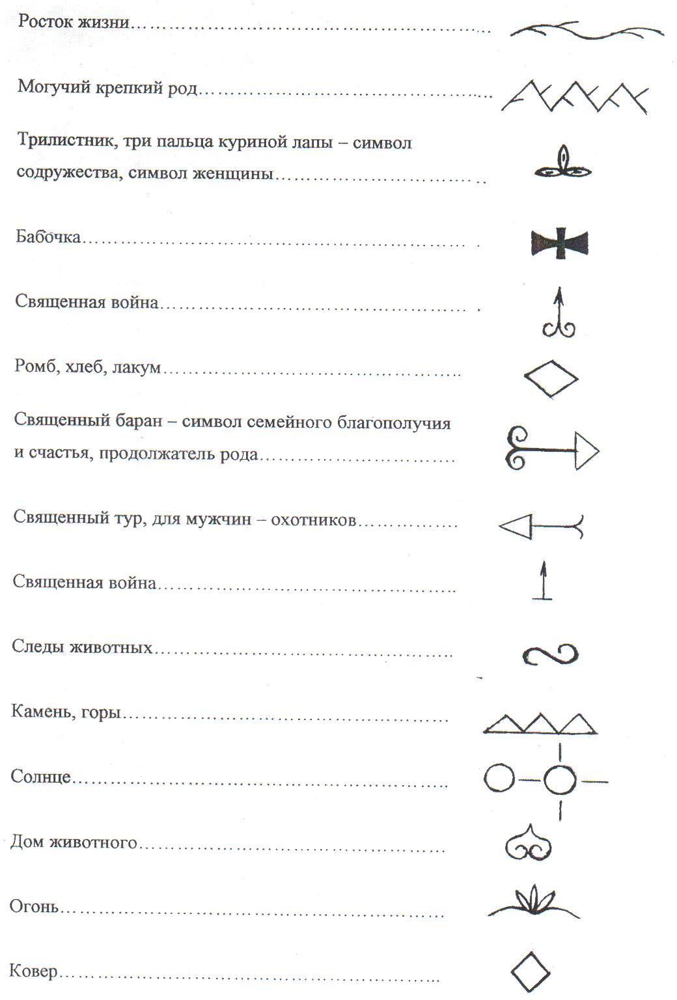 Росток жизни……………………………………………………
Могучий крепкий род……………………………………………
Трилистник, три пальца куриной лапы – символ
содружества, символ женщины……………………………… ..
Бабочка…………………………………………………… .
Священная война………………………………………… .
Ромб, хлеб, лакум…………………………………………..
Священный баран – символ семейного благополучия
и счастья, продолжатель рода…………………………
Священный тур, для мужчин – охотников……………
Священная война…………………………………………..
Следы животных……………………………………………
Камень, горы………………………………………………
Солнце……………………………………………………..
Дом животного……………………………………………
Огонь………………………………………………………
Ковер……………………………………………………..